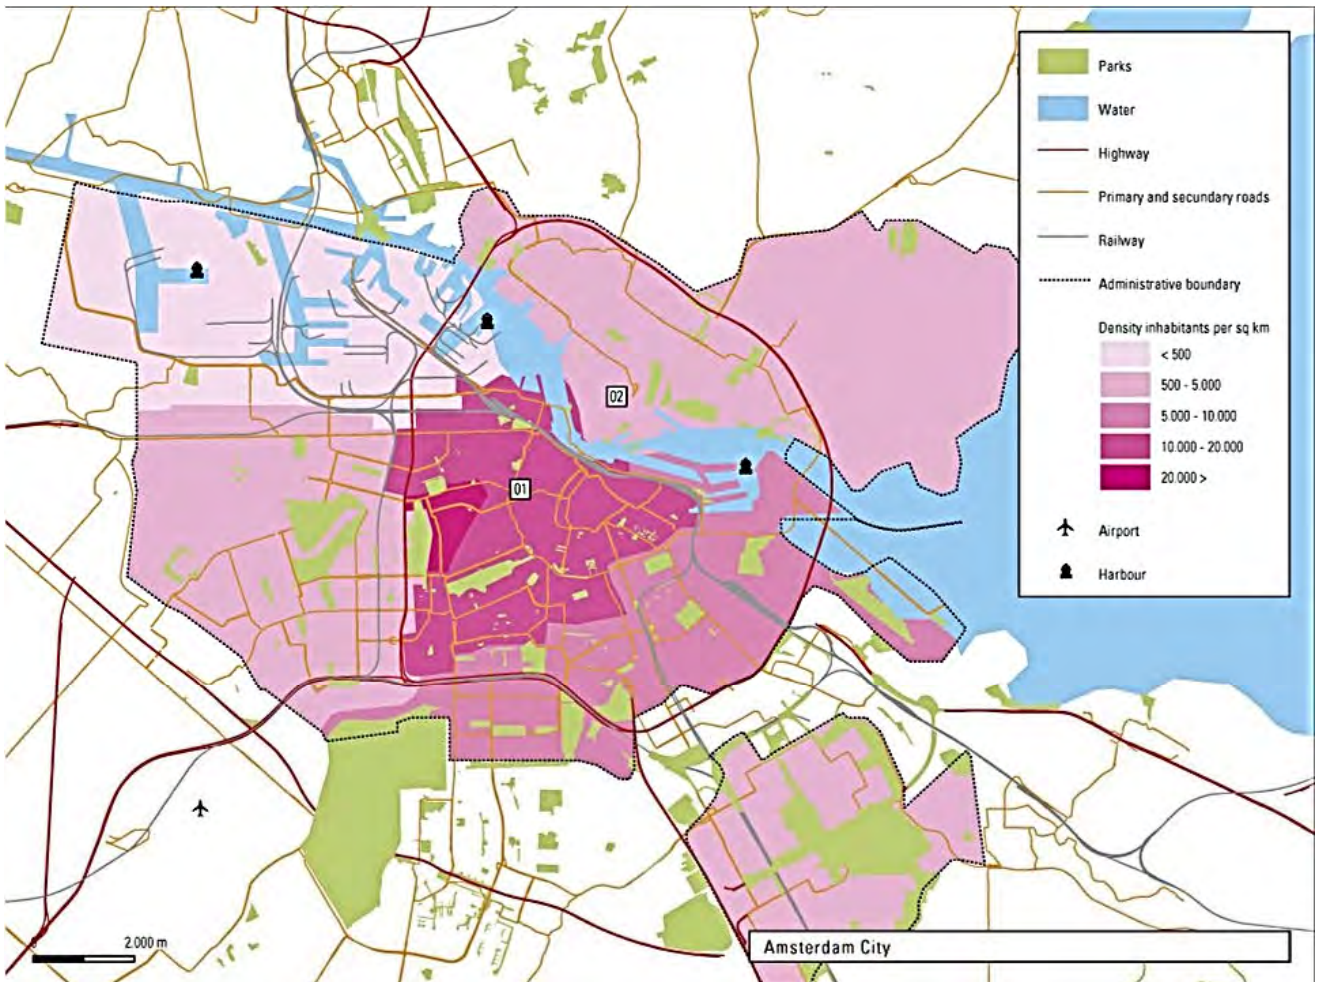 Parks
Water
Highway
Primary and secundary roads
Railway
Administrative boundary
Density inhabitants per sq km
< 500
500 - 5.000
5.000 - 10.000
10.000 - 20.000
20.000 >
Airport
Harbour
02
01
2.000 m
Amsterdam City